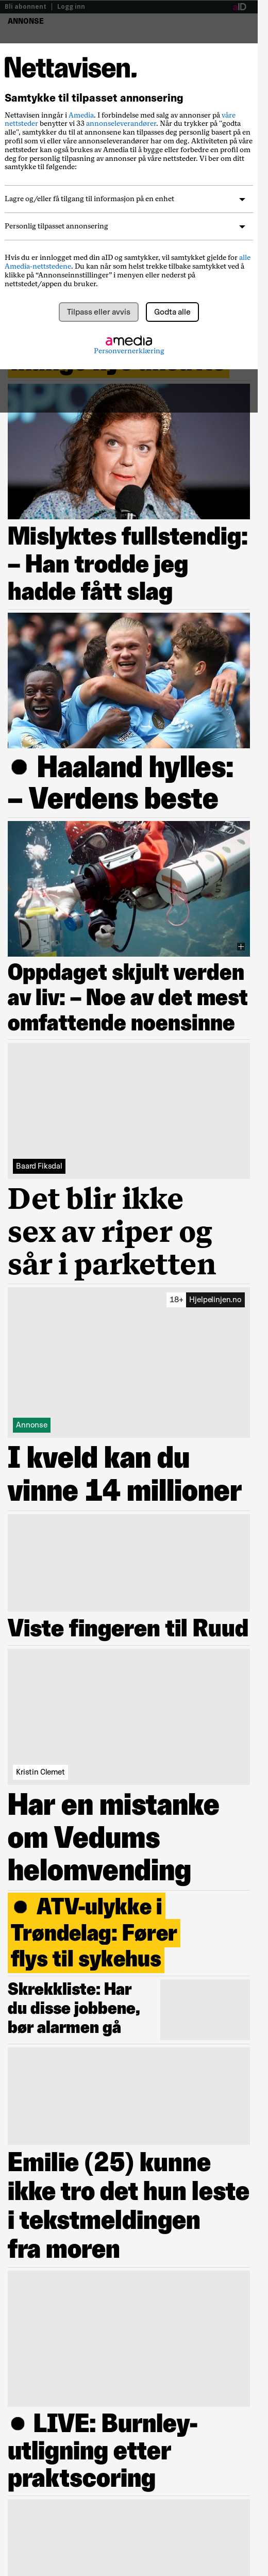 Bli abonnent | Logg inn
aID
ANNONSE
Nettavisen.
Samtykke til tilpasset annonsering
Nettavisen inngår i Amedia. I forbindelse med salg av annonser på våre
nettsteder benytter vi 33 annonseleverandører. Når du trykker på “godta
alle”, samtykker du til at annonser kan tilpasses deg personlig basert på en
profil som vi eller våre annonseleverandører har om deg. Aktiviteten på våre
nettsteder kan også brukes av Amedia til å bygge eller forbedre en profil om
deg for personlig tilpasning av annonser på våre nettsteder. Vi ber om ditt
samtykke til følgende:
Lagre og/eller få tilgang til informasjon på en enhet
Personlig tilpasset annonsering
Hvis du er innlogget med din aID og samtykker, vil samtykket gjelde for alle
Amedia-nettstedene. Du kan når som helst trekke tilbake samtykket ved å
klikke på “Annonseinnstillinger” i menyen eller nederst på
nettstedet/appen du bruker.
Tilpass eller avvis
Godta alle
amedia
Personvernerklæring
Mislyktes fullstendig:
– Han trodde jeg
hadde fått slag
● Haaland hylles:
– Verdens beste
Oppdaget skjult verden
av liv: – Noe av det mest
omfattende noensinne
Baard Fiksdal
Det blir ikke
sex av riper og
sår i parketten
18+ Hjelpelinjen.no
Annonse
I kveld kan du
vinne 14 millioner
Viste fingeren til Ruud
Kristin Clemet
Har en mistanke
om Vedums
helomvending
● ATV-ulykke i
Trøndelag: Fører
flys til sykehus
Skrekkliste: Har
du disse jobbene,
bør alarmen gå
Emilie (25) kunne
ikke tro det hun leste
i tekstmeldingen
fra moren
● LIVE: Burnley-
utligning etter
praktscoring